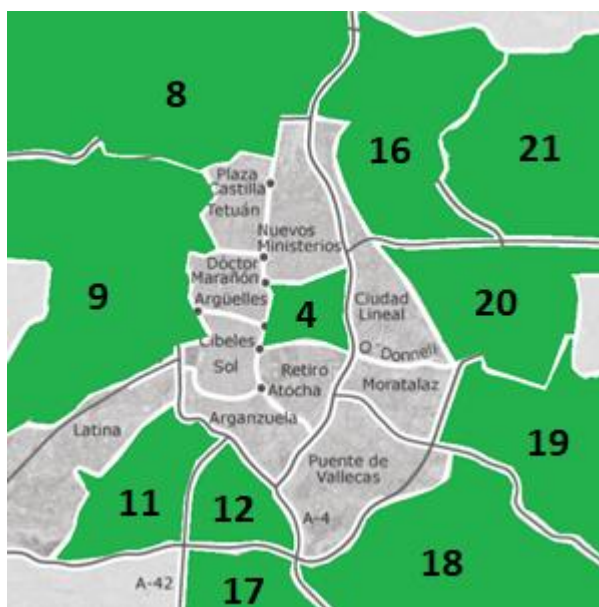 8
16
21
Plaza
Castilla
Tetuán
Nuevos
Ministerios
Dóctor
Marañón
9
Argüelles
4
Ciudad
Lineal
20
Cibeles
Sol
O´Donnell
Retiro
Atocha
Moratalaz
Latina
Arganzuela
19
Puente de
Vallecas
11
12
A-4
18
A-42
17